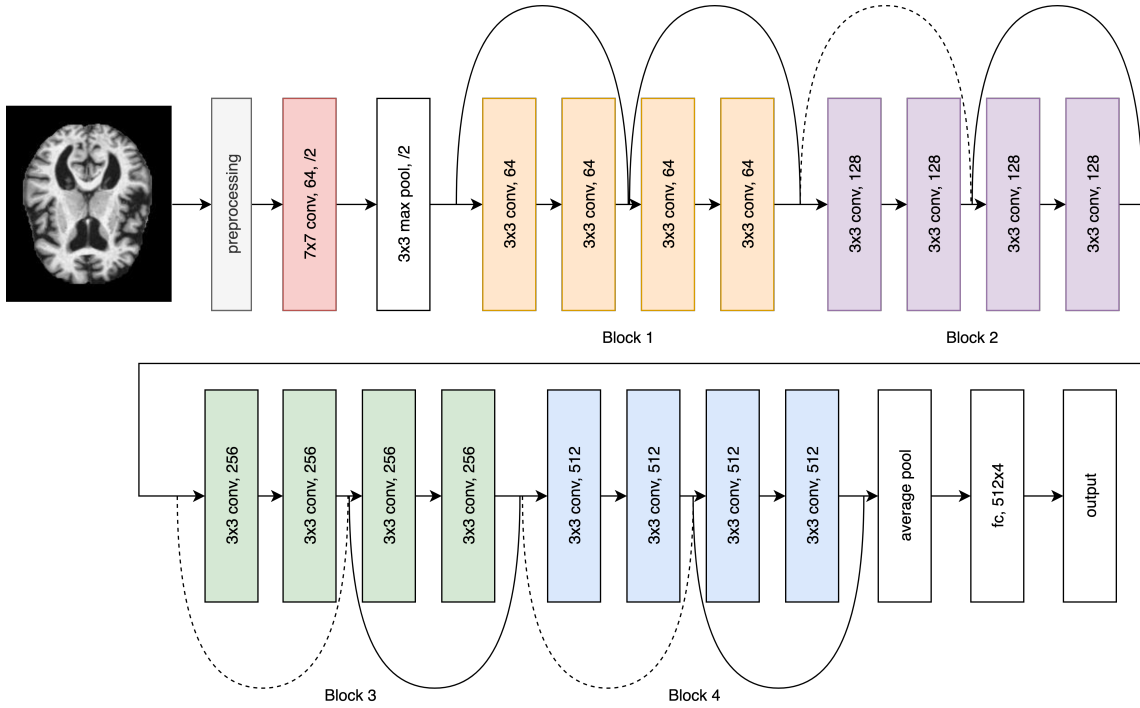 preprocessing
7x7 conv, 64, /2
3x3 max pool, /2
3x3 conv, 64
3x3 conv, 64
3x3 conv, 64
3x3 conv, 64
3x3 conv, 128
3x3 conv, 128
3x3 conv, 128
3x3 conv, 128
Block 1
Block 2
3x3 conv, 256
3x3 conv, 256
3x3 conv, 256
3x3 conv, 256
3x3 conv, 512
3x3 conv, 512
3x3 conv, 512
3x3 conv, 512
average pool
fc, 512x4
output
Block 3
Block 4